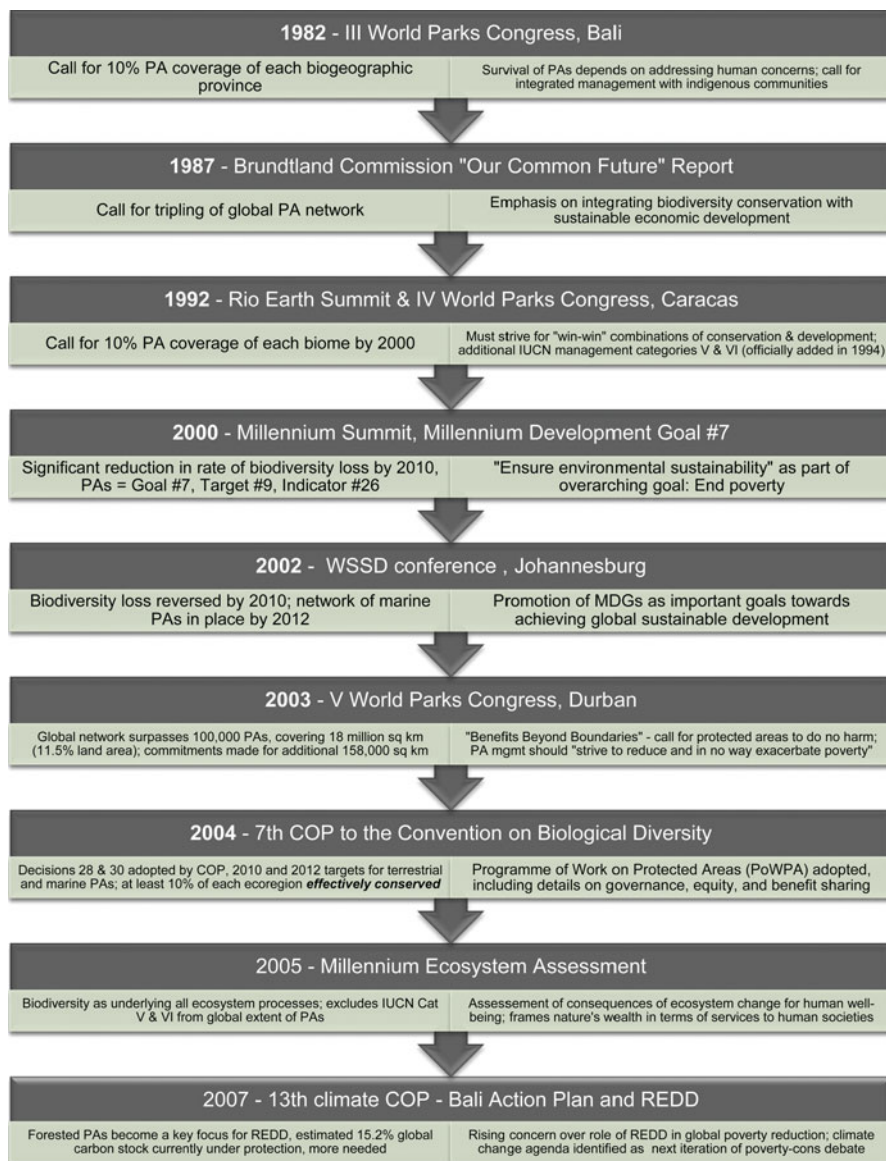 1982 - III World Parks Congress, Bali
Call for 10% PA coverage of each biogeographic
province
Survival of PAs depends on addressing human concerns; call for
integrated management with indigenous communities
1987 - Brundtland Commission "Our Common Future" Report
Call for tripling of global PA network
Emphasis on integrating biodiversity conservation with
sustainable economic development
1992 - Rio Earth Summit & IV World Parks Congress, Caracas
Call for 10% PA coverage of each biome by 2000
Must strive for "win-win" combinations of conservation & development;
additional IUCN management categories V & VI (officially added in 1994)
2000 - Millennium Summit, Millennium Development Goal #7
Significant reduction in rate of biodiversity loss by 2010,
PAs = Goal #7, Target #9, Indicator #26
"Ensure environmental sustainability" as part of
overarching goal: End poverty
2002 - WSSD conference , Johannesburg
Biodiversity loss reversed by 2010; network of marine
PAs in place by 2012
Promotion of MDGs as important goals towards
achieving global sustainable development
2003 - V World Parks Congress, Durban
Global network surpasses 100,000 PAs, covering 18 million sq km
(11.5% land area); commitments made for additional 158,000 sq km
"Benefits Beyond Boundaries" - call for protected areas to do no harm;
PA mgmt should "strive to reduce and in no way exacerbate poverty"
2004 - 7th COP to the Convention on Biological Diversity
Decisions 28 & 30 adopted by COP, 2010 and 2012 targets for terrestrial
and marine PAs; at least 10% of each ecoregion effectively conserved
Programme of Work on Protected Areas (PoWPA) adopted,
including details on governance, equity, and benefit sharing
2005 - Millennium Ecosystem Assessment
Biodiversity as underlying all ecosystem processes; excludes IUCN Cat
V & VI from global extent of PAs
Assessement of consequences of ecosystem change for human well-
being; frames nature's wealth in terms of services to human societies
2007 - 13th climate COP - Bali Action Plan and REDD
Forested PAs become a key focus for REDD, estimated 15.2% global
carbon stock currently under protection, more needed
Rising concern over role of REDD in global poverty reduction; climate
change agenda identified as next iteration of poverty-cons debate